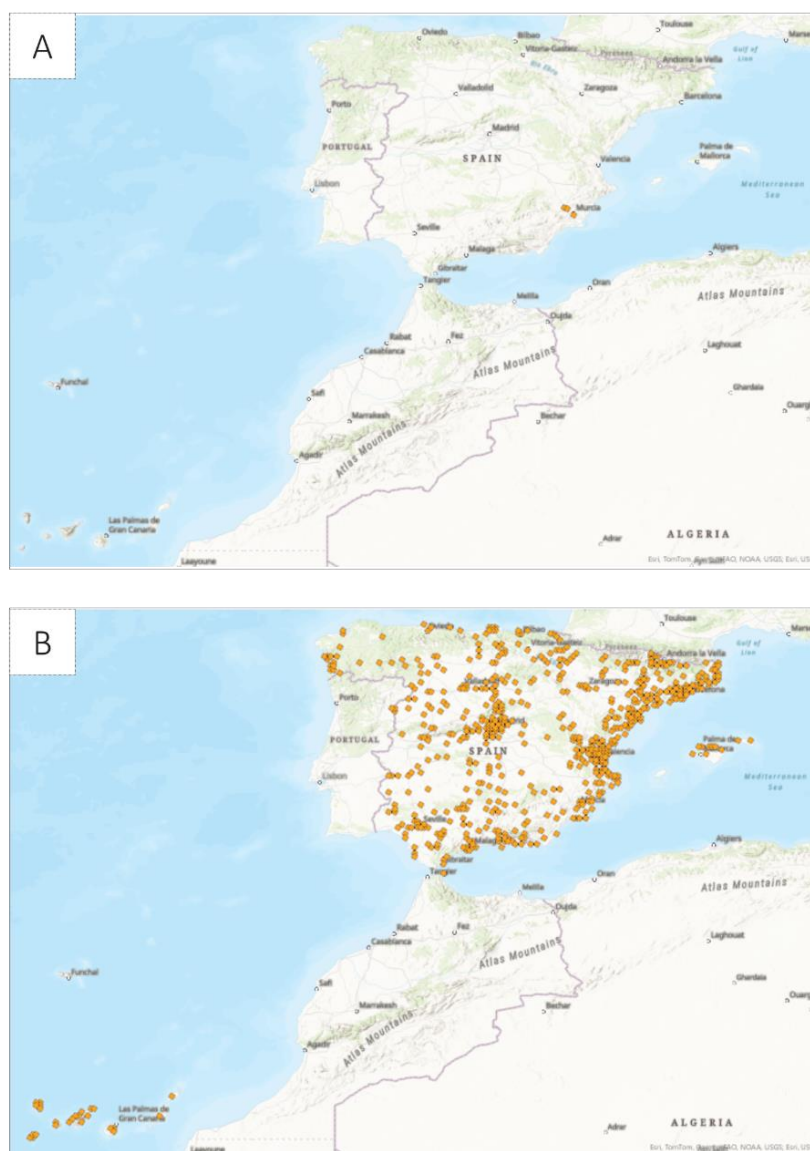 A
Toulouse
Oviedo
Bilbao
Vitoria-Gasteiz
Pyrenees
Gulf of
Lion
Andorra la Vella
Rio Ebro
Valladolid
Zaragoza
Barcelona
Porto
Madrid
PORTUGAL
SPAIN
Palma de
Mallorca
Valencia
Lisbon
Mediterranean
Sea
Murcia
Seville
Malaga
Algiers
Gibraltar
Tangier
Oran
Melilla
Atlas Mountains
Oujda
Rabat
Fez
Casablanca
Atlas Mountains
Laghouat
Funchal
Safi
Ghardaia
Marrakesh
Bechar
Atlas Mountains
Agadir
Las Palmas de
Gran Canaria
Adrar
ALGERIA
Laayoune
B
Toulouse
Oviedo
Bilbao
Vitoria-Gasteiz
Pyrenees
Gulf of
Lion
Andorra la Vella
Zaragoza
Porto
PORTUGAL
SPAIN
Palma de
Lisbon
Mediterranean
Sea
Seville
Gibraltar
Tangier
Algiers
Oran
Melilla
Atlas Mountains
Oujda
Rabat
Fez
Casablanca
Atlas Mountains
Laghouat
Funchal
Safi
Ghardaia
Marrakesh
Bechar
Atlas Mountains
Agadir
Las Palmas de
Gran Canaria
Adrar
ALGERIA